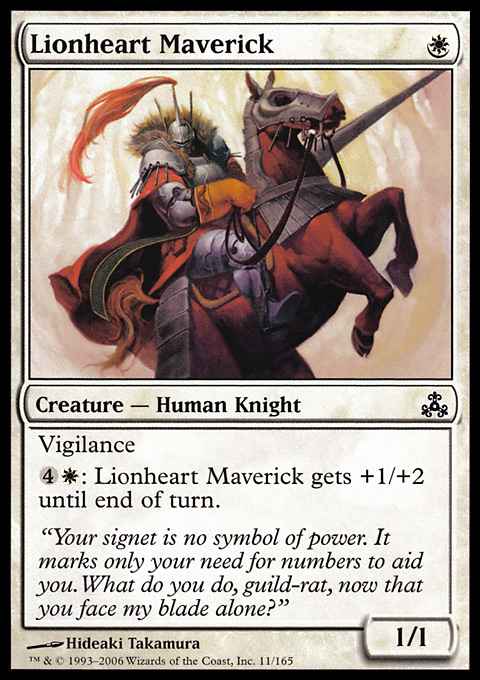 Lionheart Maverick
Creature — Human Knight
Vigilance
4: Lionheart Maverick gets +1/+2
until end of turn.
“Your signet is no symbol of power. It
marks only your need for numbers to aid
you. What do you do, guild-rat, now that
you face my blade alone?”
Hideaki Takamura
1/1
™ & © 1993–2006 Wizards of the Coast, Inc. 11/165